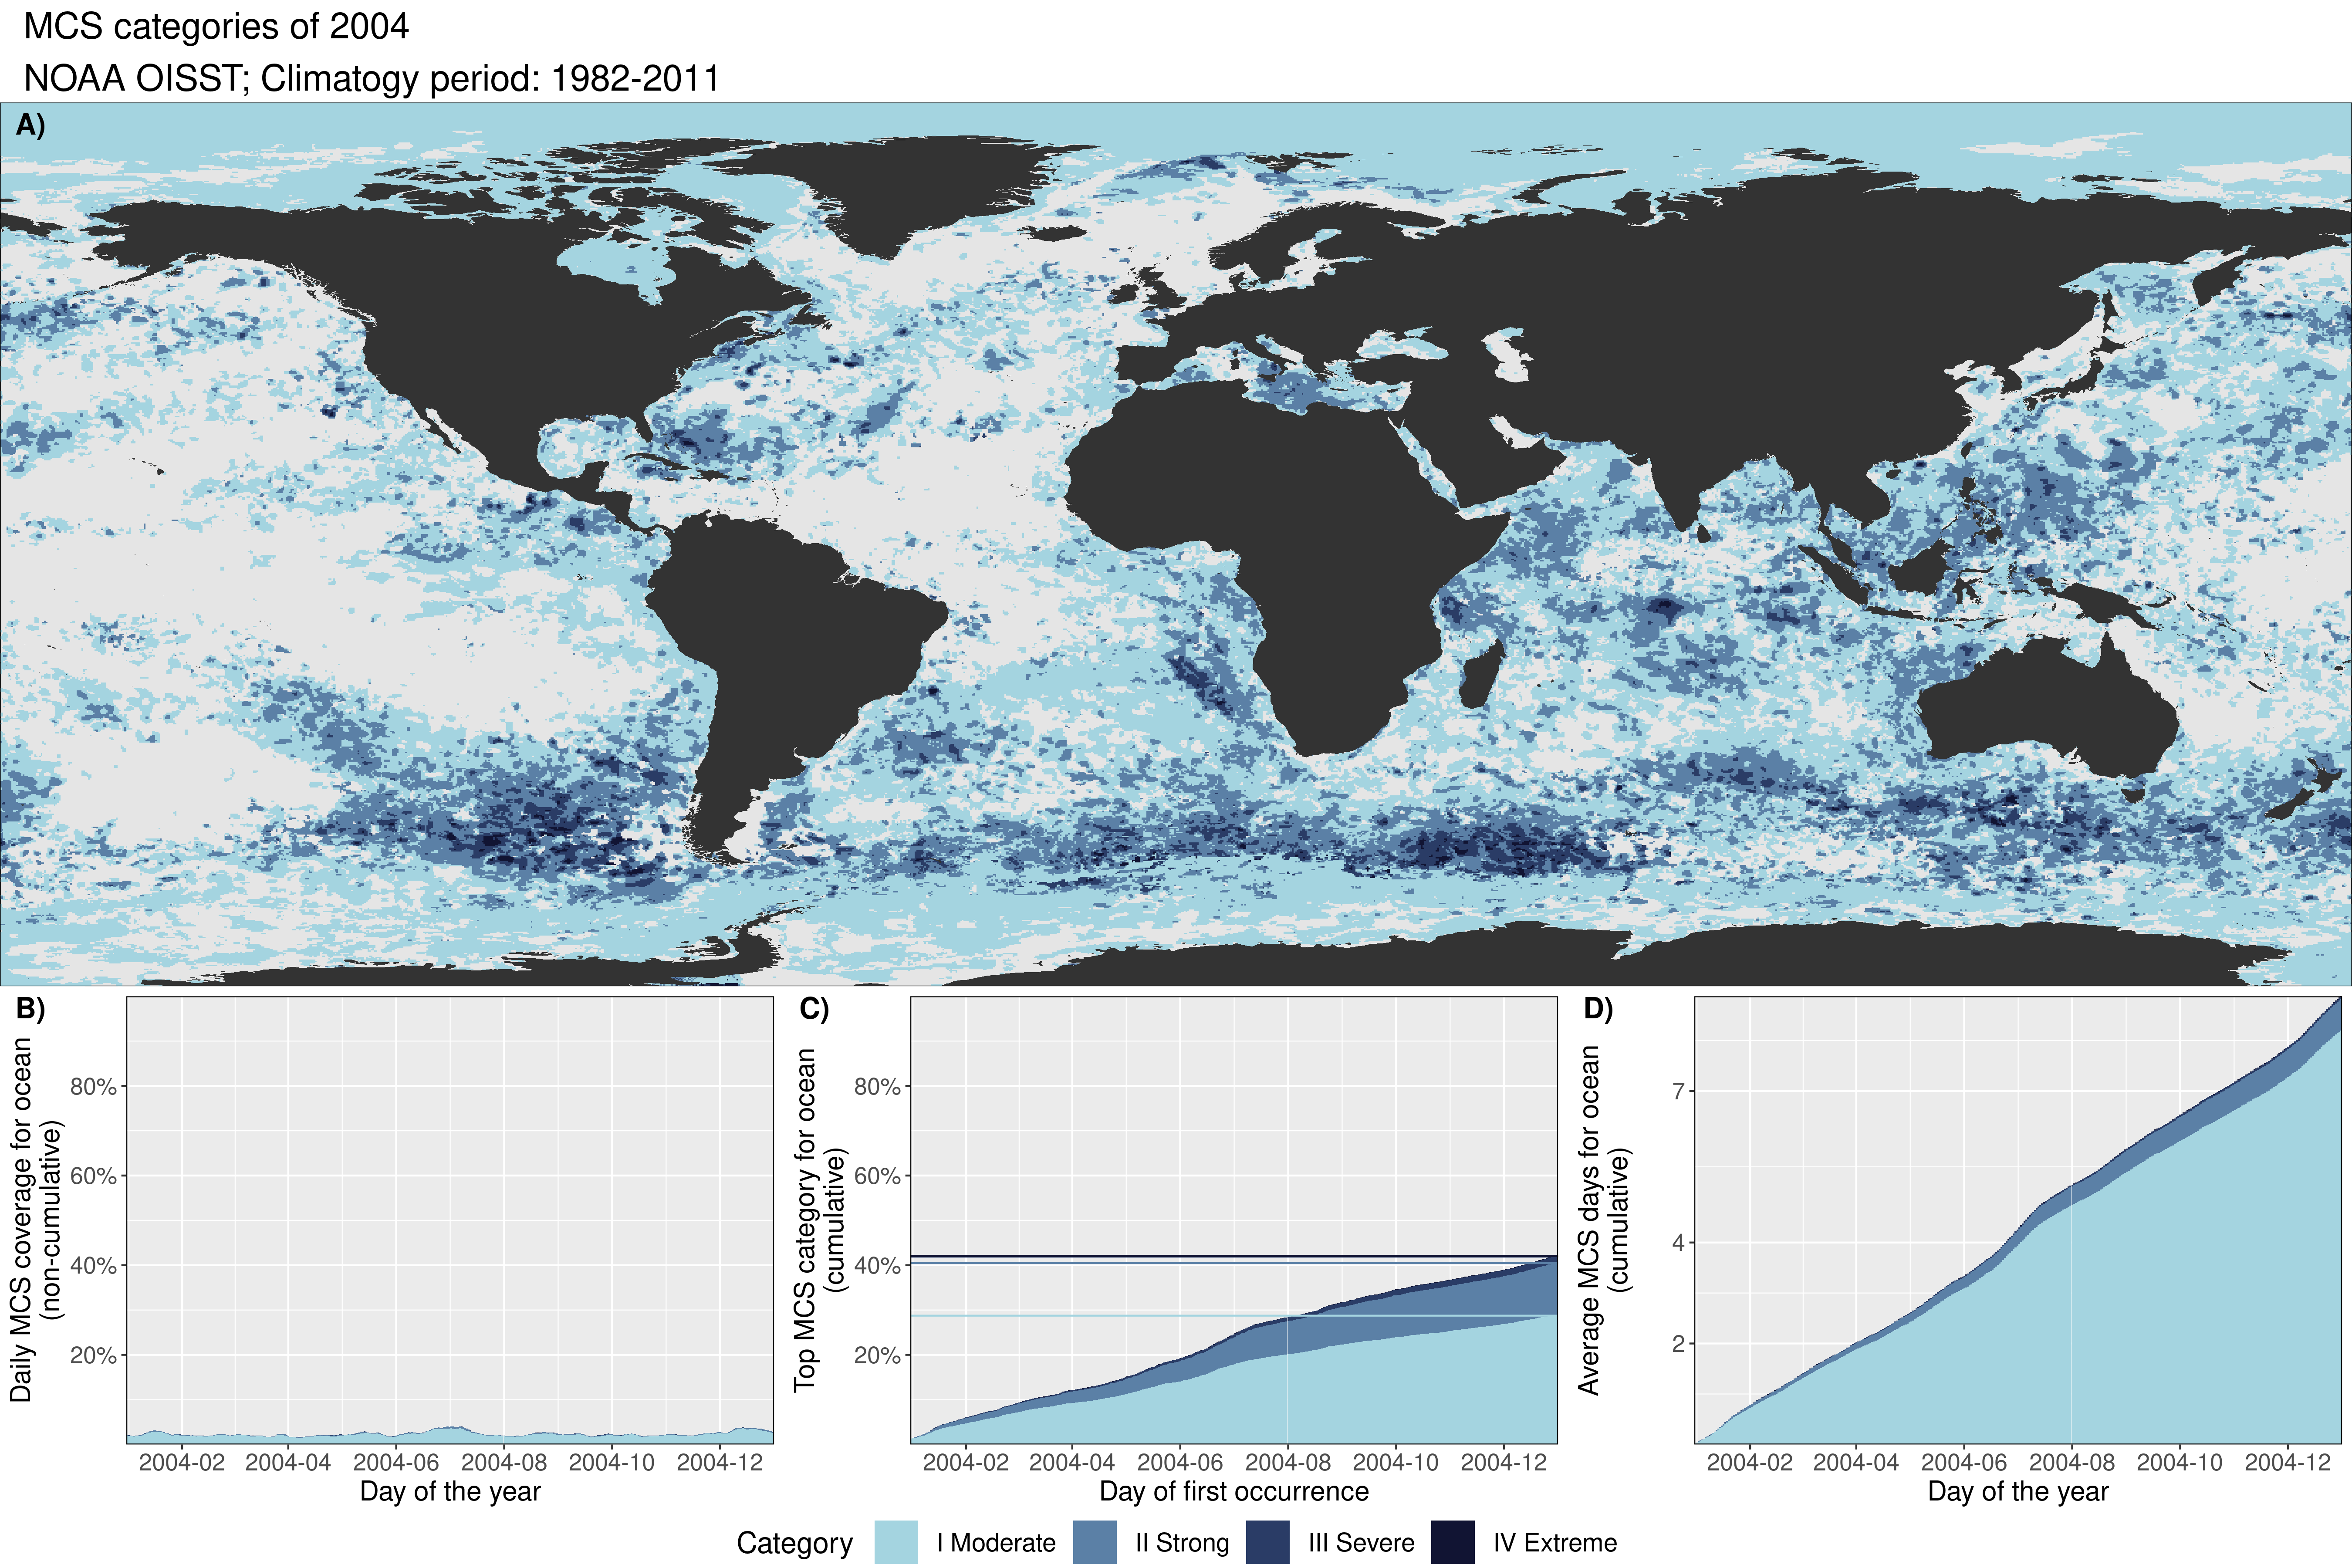 MCS categories of 2004
NOAA OISST; Climatogy period: 1982-2011
A)
B)
Daily MCS coverage for ocean
(non-cumulative)
80%
60%
40%
20%
2004-02 2004-04 2004-06 2004-08 2004-10 2004-12
Day of the year
C)
Top MCS category for ocean
(cumulative)
80%
60%
40%
20%
2004-02 2004-04 2004-06 2004-08 2004-10 2004-12
Day of first occurrence
D)
Average MCS days for ocean
(cumulative)
7
4
2
2004-02 2004-04 2004-06 2004-08 2004-10 2004-12
Day of the year
Category I Moderate II Strong III Severe IV Extreme